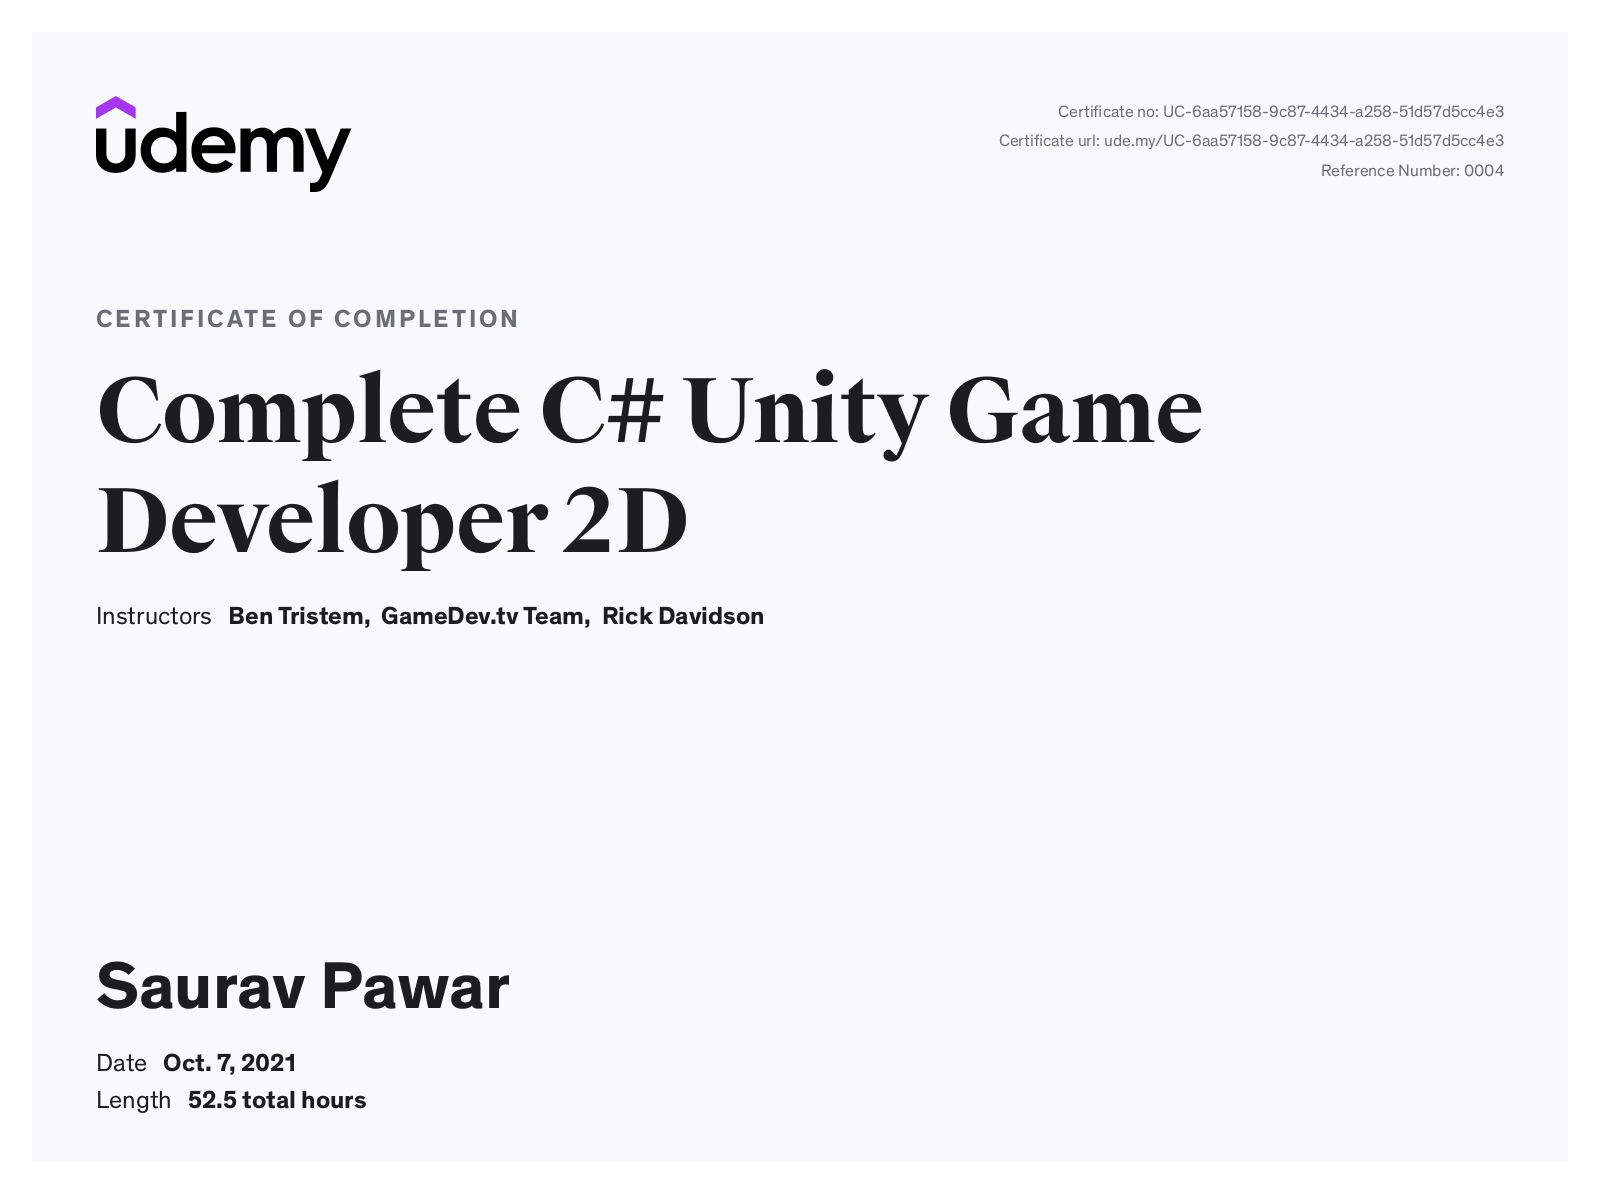 udemy
Certificate no: UC-6aa57158-9c87-4434-a258-51d57d5cc4e3
Certificate url: ude.my/UC-6aa57158-9c87-4434-a258-51d57d5cc4e3
Reference Number: 0004
CERTIFICATE OF COMPLETION
Complete C# Unity Game
Developer 2D
Instructors Ben Tristem, GameDev.tv Team, Rick Davidson
Saurav Pawar
Date Oct. 7, 2021
Length 52.5 total hours